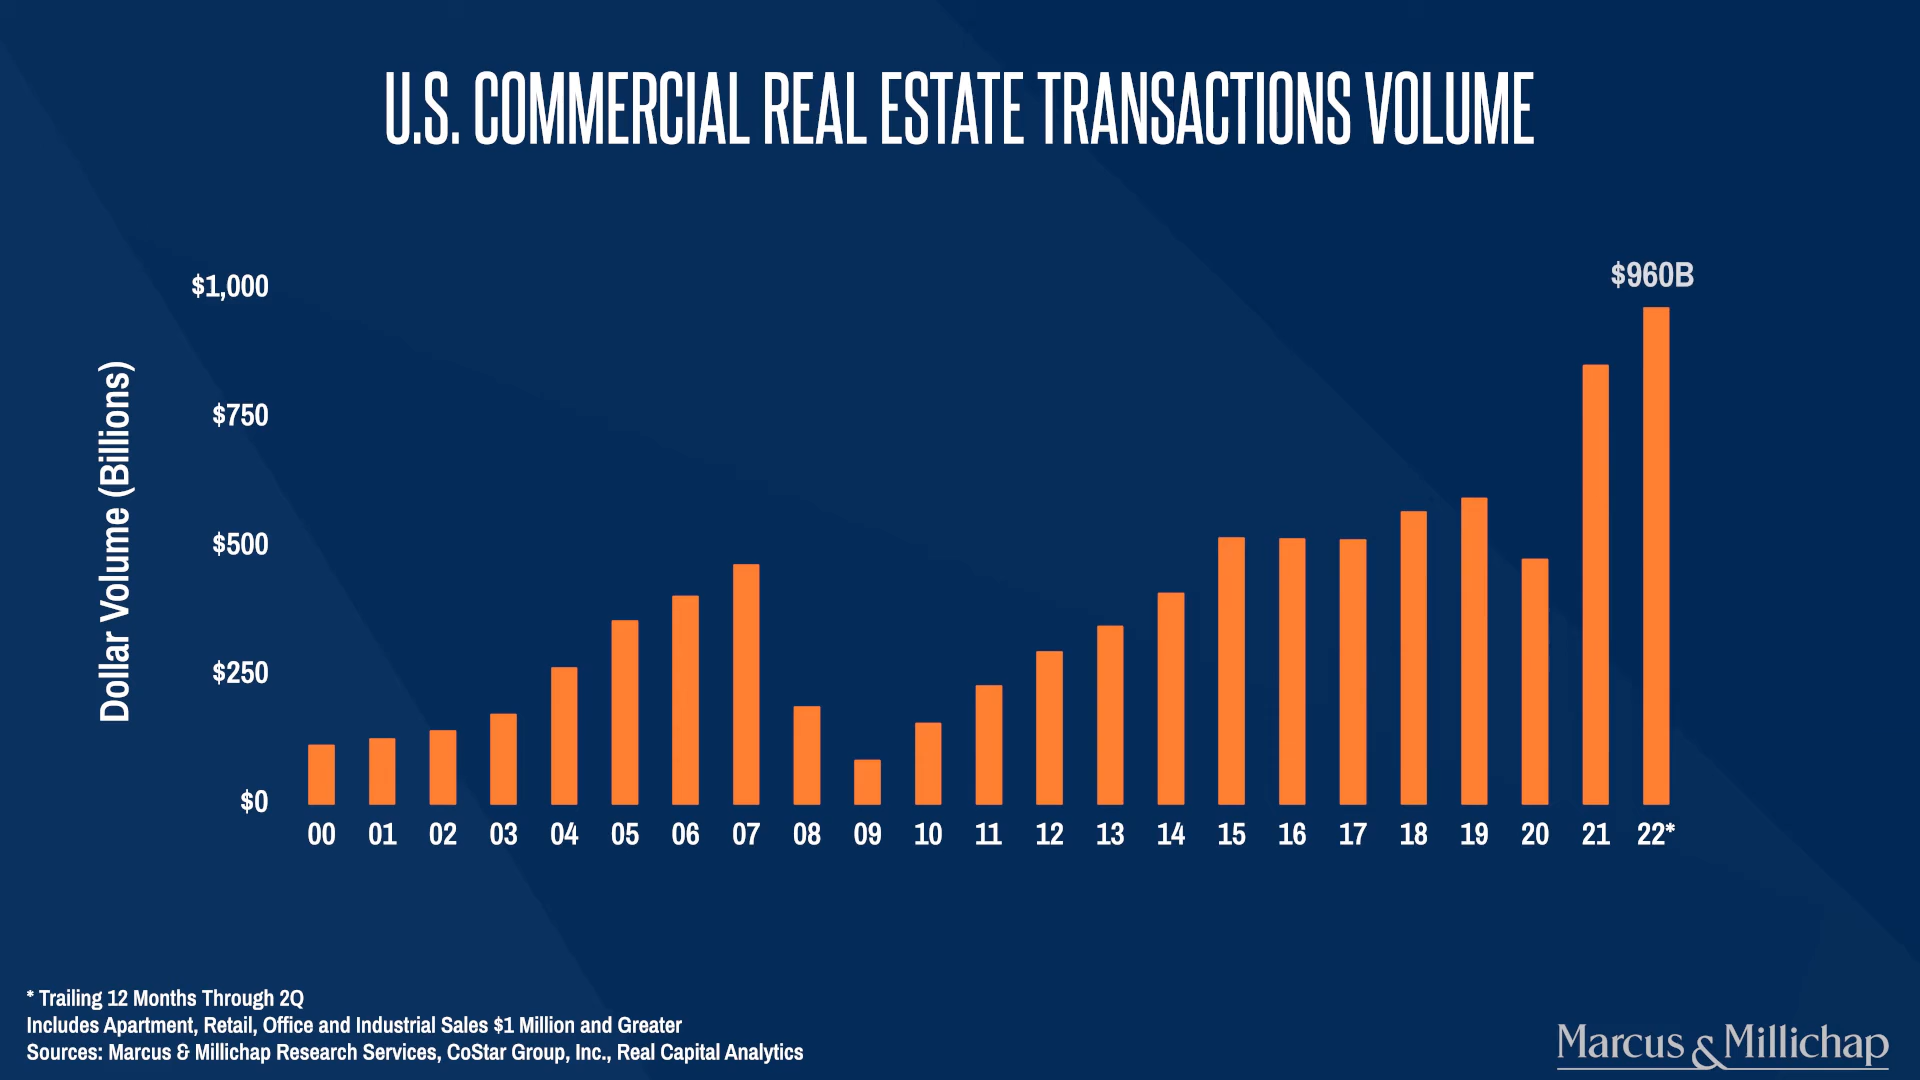 U.S. COMMERCIAL REAL ESTATE TRANSACTIONS VOLUME
$960B
$1,000
$750
$500
$250
$0
Dollar Volume (Billions)
00 01 02 03 04 05 06 07 08 09 10 11 12 13 14 15 16 17 18 19 20 21 22*
* Trailing 12 Months Through 2Q
Includes Apartment, Retail, Office and Industrial Sales $1 Million and Greater
Sources: Marcus & Millichap Research Services, CoStar Group, Inc., Real Capital Analytics
Marcus & Millichap